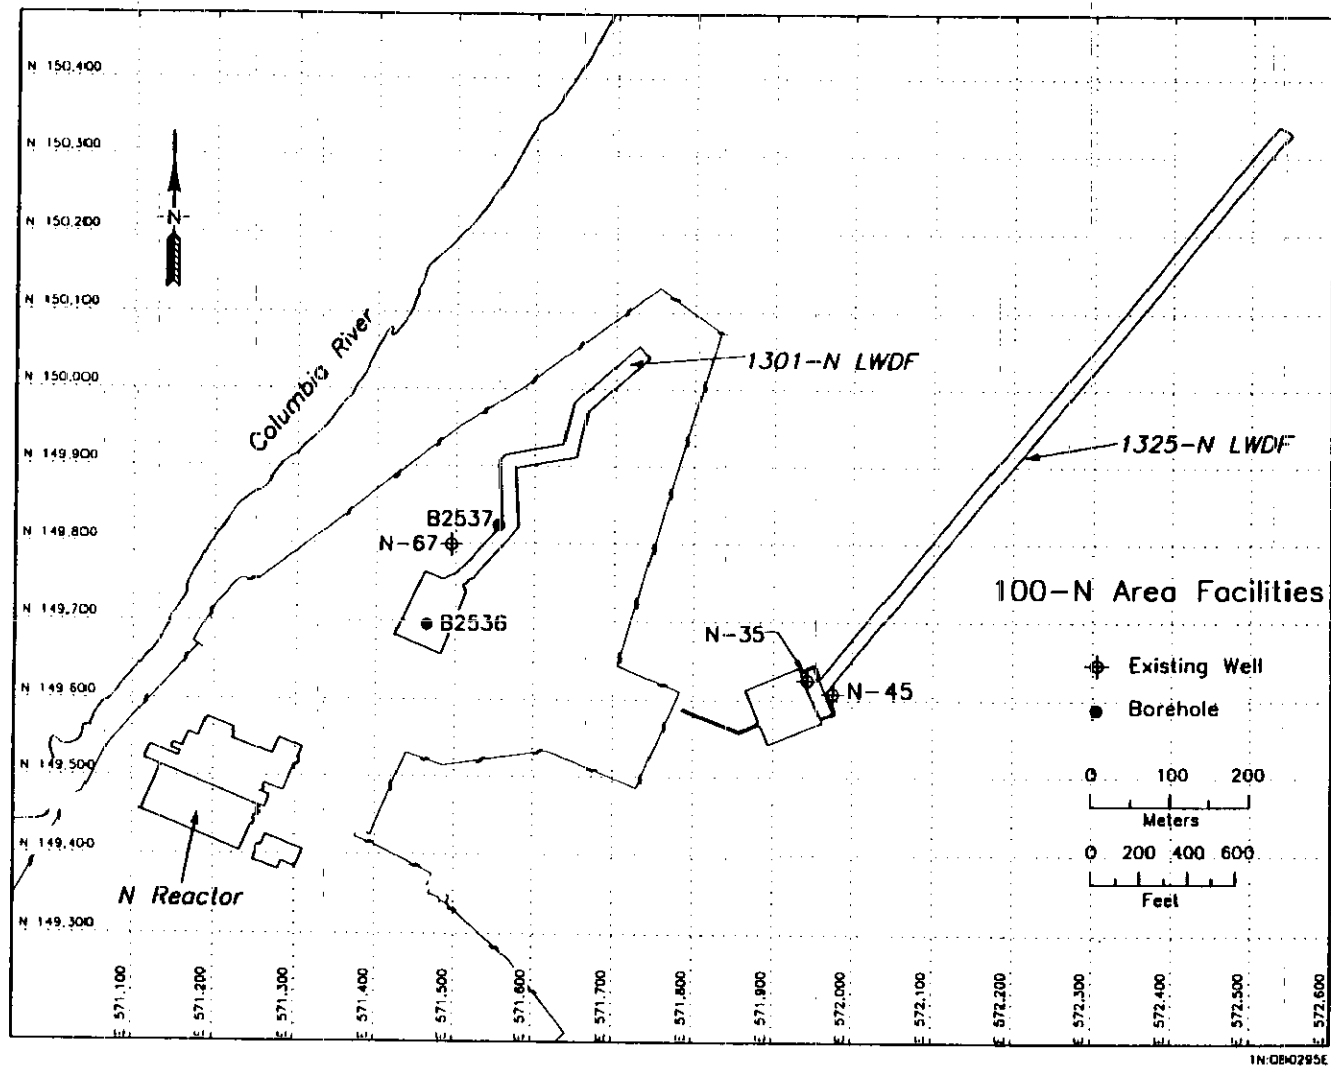 N 150,400
N 150,300
N 150,200
N 150,100
N 150,000
N 149,900
N 149,800
N 149,700
N 149,600
N 149,500
N 149,400
N 149,300
N
Columbia River
1301-N LWDF
1325-N LWDF
B2537
N-67
B2536
N-35
N-45
N Reactor
100-N Area Facilities
Existing Well
Borehole
0 100 200
Meters
0 200 400 600
Feet
E 571,100
E 571,200
E 571,300
E 571,400
E 571,500
E 571,600
E 571,700
E 571,800
E 571,900
E 572,000
E 572,100
E 572,200
E 572,300
E 572,400
E 572,500
E 572,600